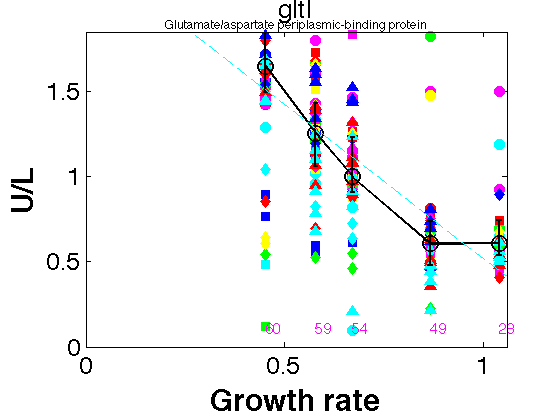 gltI
Glutamate/aspartate periplasmic-binding protein
1.5
1
0.5
0
U/L
60 59 54 49 28
0 0.5 1
Growth rate